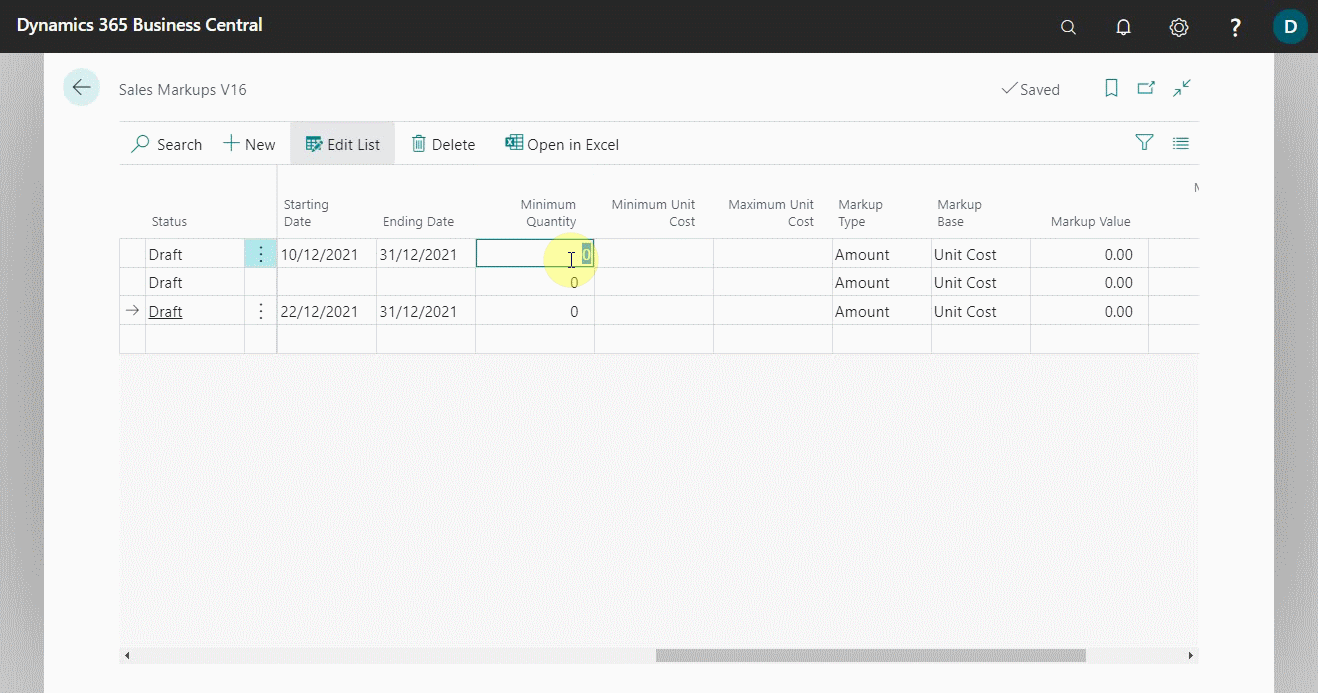 Dynamics 365 Business Central
?
D
Sales Markups V16
Saved
Search
New
Edit List
Delete
Open in Excel
Status
Starting
Date
Ending Date
Minimum
Quantity
Minimum Unit
Cost
Maximum Unit
Cost
Markup
Type
Markup
Base
Markup Value
Draft 10/12/2021 31/12/2021 0 Amount Unit Cost 0.00
Draft 0 Amount Unit Cost 0.00
Draft 22/12/2021 31/12/2021 0 Amount Unit Cost 0.00